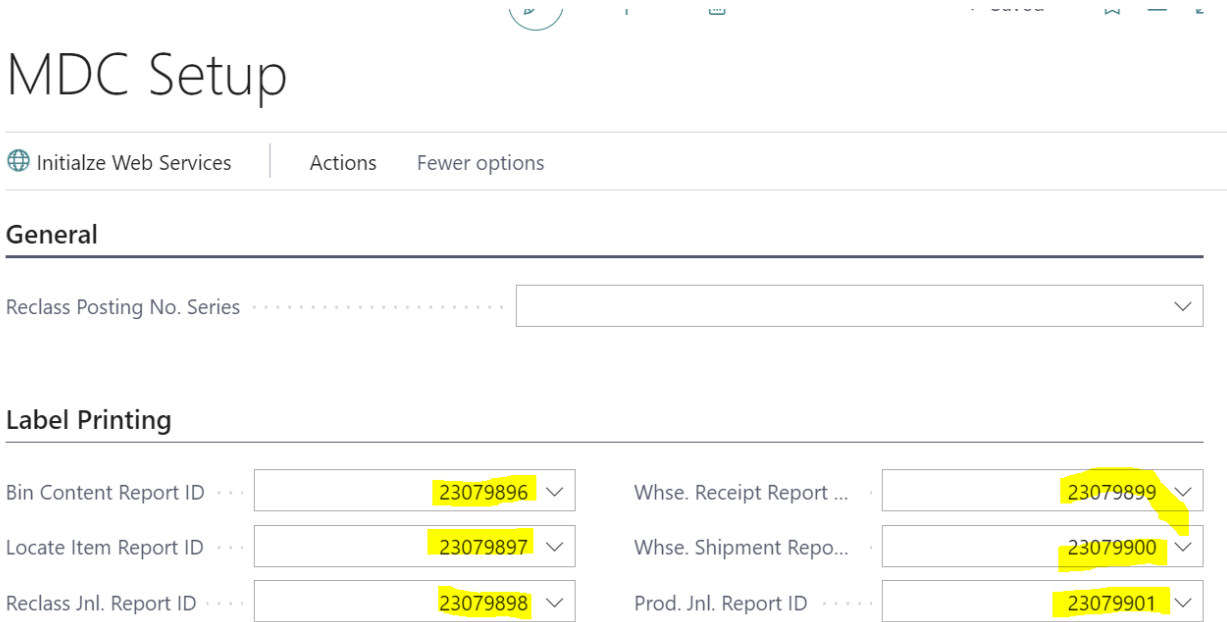 MDC Setup
Initialze Web Services Actions Fewer options
General
Reclass Posting No. Series
Label Printing
Bin Content Report ID 23079896 Whse. Receipt Report ... 23079899
Locate Item Report ID 23079897 Whse. Shipment Repo... 23079900
Reclass Jnl. Report ID 23079898 Prod. Jnl. Report ID 23079901